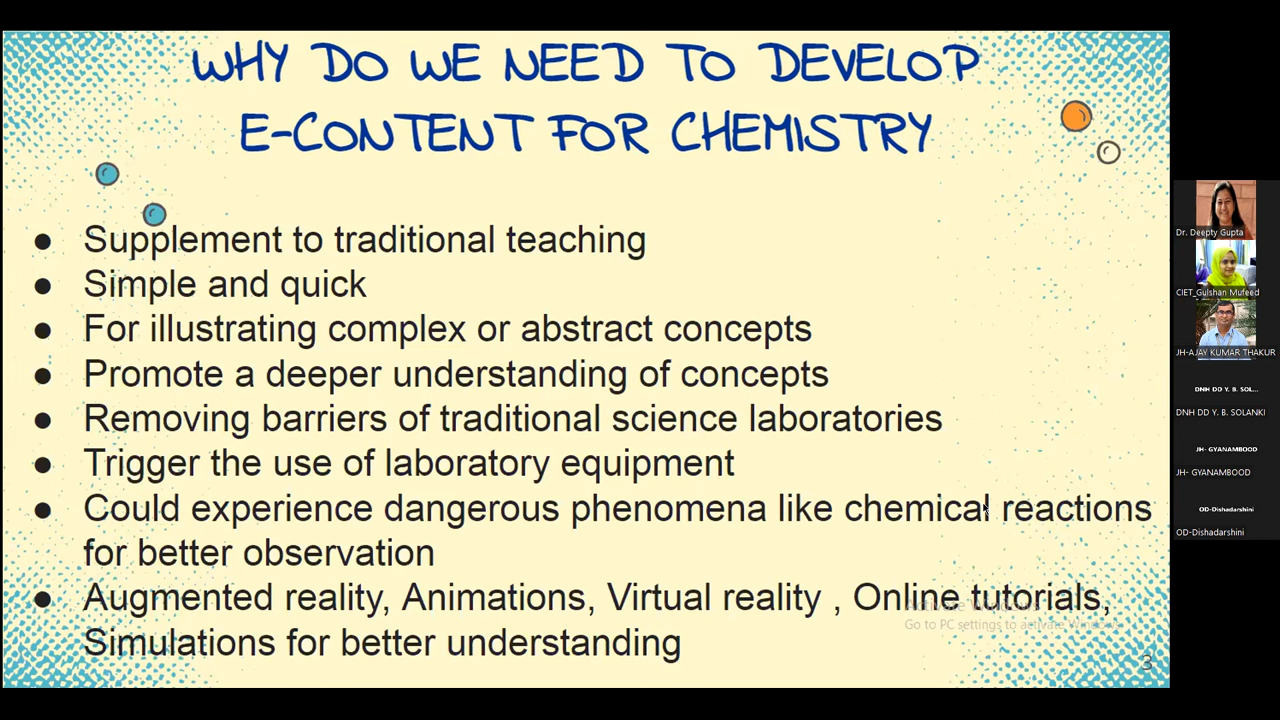 WHY DO WE NEED TO DEVELOP
E-CONTENT FOR CHEMISTRY
● Supplement to traditional teaching
● Simple and quick
● For illustrating complex or abstract concepts
● Promote a deeper understanding of concepts
● Removing barriers of traditional science laboratories
● Trigger the use of laboratory equipment
● Could experience dangerous phenomena like chemical reactions
for better observation
● Augmented reality, Animations, Virtual reality , Online tutorials,
Simulations for better understanding
Activate Windows
Go to PC settings to activate Windows.
3
Dr. Deepty Gupta
CIET_Gulshan Mufeed
JH-AJAY KUMAR THAKUR
DNH DD Y. B. SOL...
DNH DD Y. B. SOLANKI
JH- GYANAMBOOD
JH- GYANAMBOOD
OD-Dishadarshini
OD-Dishadarshini